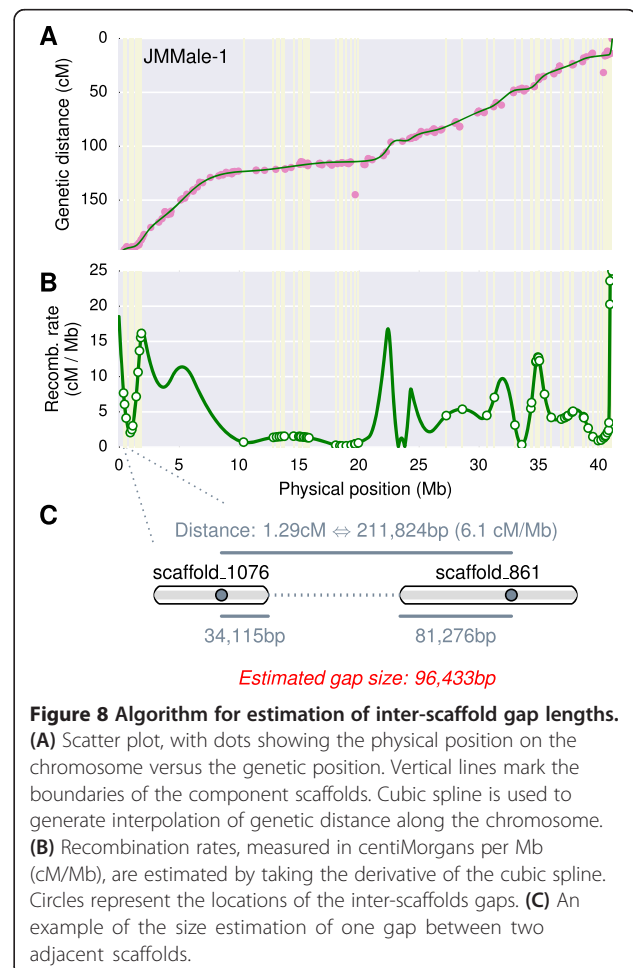 A
JMMale-1
Genetic distance (cM)
0
50
100
150
B
Recomb. rate
(cM / Mb)
25
20
15
10
5
0
0 5 10 15 20 25 30 35 40
Physical position (Mb)
C
Distance: 1.29cM ⇔ 211,824bp (6.1 cM/Mb)
scaffold_1076 scaffold_861
34,115bp 81,276bp
Estimated gap size: 96,433bp
Figure 8 Algorithm for estimation of inter-scaffold gap lengths.
(A) Scatter plot, with dots showing the physical position on the
chromosome versus the genetic position. Vertical lines mark the
boundaries of the component scaffolds. Cubic spline is used to
generate interpolation of genetic distance along the chromosome.
(B) Recombination rates, measured in centiMorgans per Mb
(cM/Mb), are estimated by taking the derivative of the cubic spline.
Circles represent the locations of the inter-scaffolds gaps. (C) An
example of the size estimation of one gap between two
adjacent scaffolds.